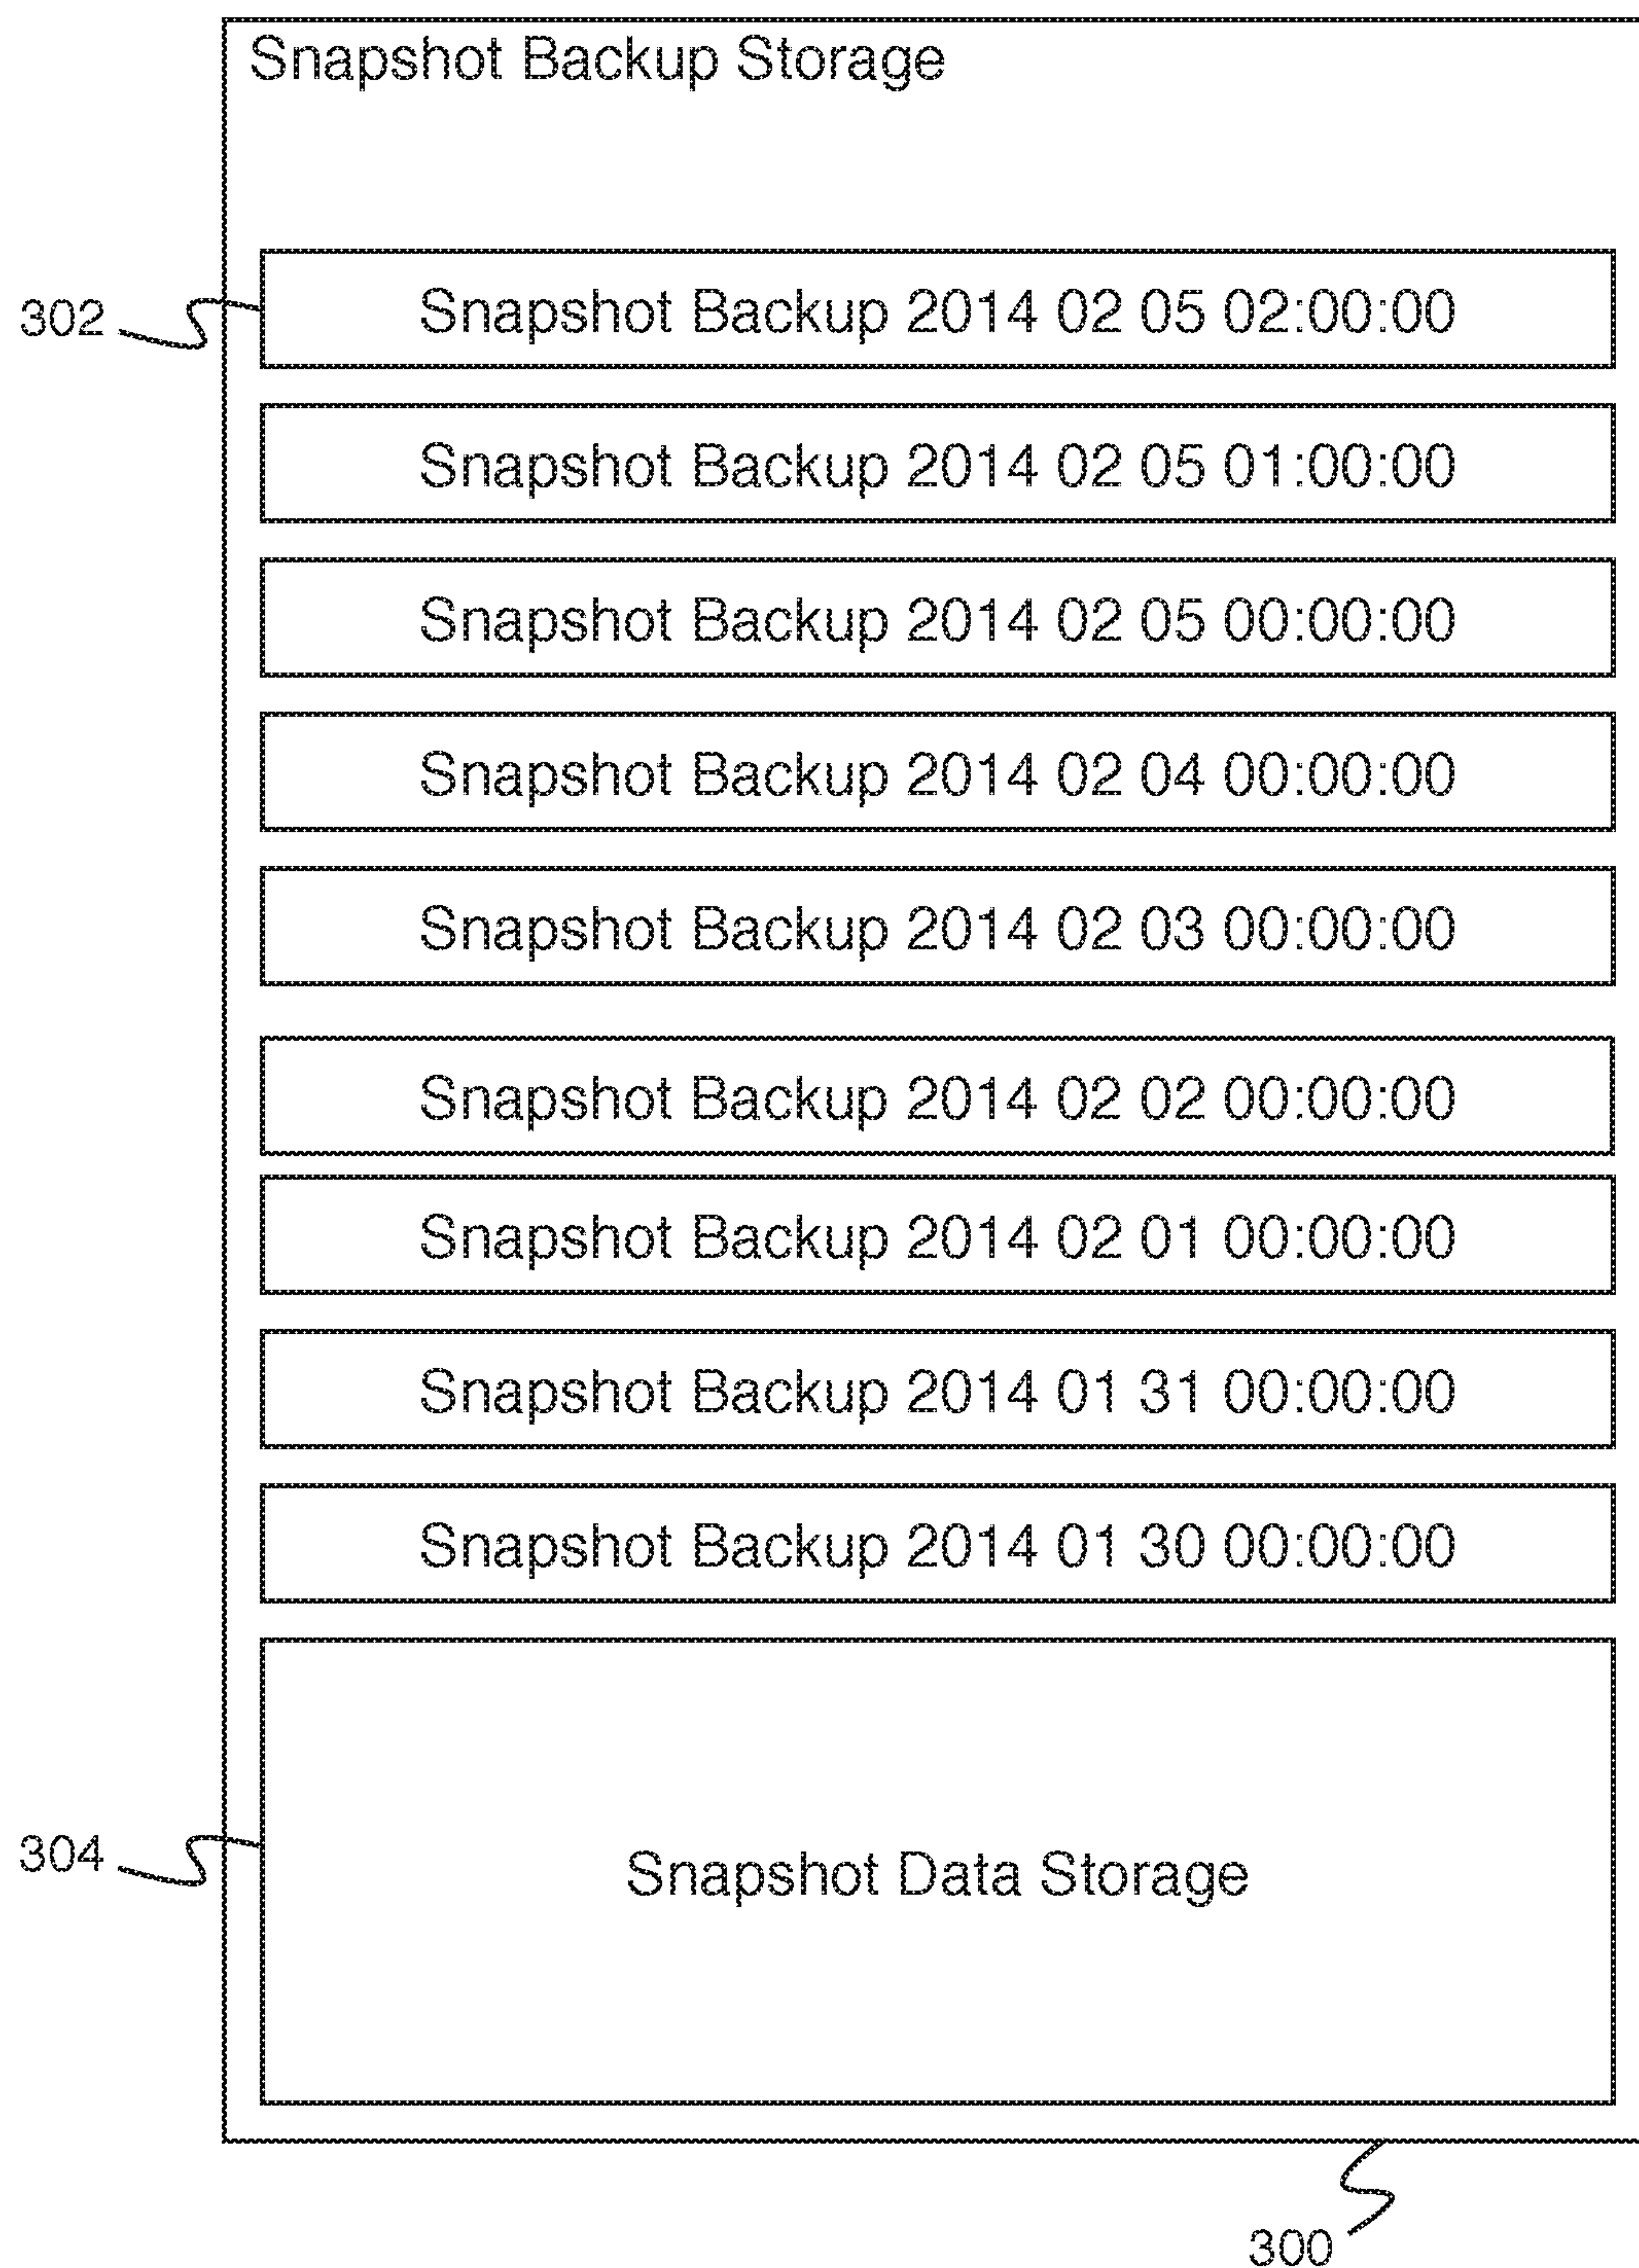 Snapshot Backup Storage
302
Snapshot Backup 2014 02 05 02:00:00
Snapshot Backup 2014 02 05 01:00:00
Snapshot Backup 2014 02 05 00:00:00
Snapshot Backup 2014 02 04 00:00:00
Snapshot Backup 2014 02 03 00:00:00
Snapshot Backup 2014 02 02 00:00:00
Snapshot Backup 2014 02 01 00:00:00
Snapshot Backup 2014 01 31 00:00:00
Snapshot Backup 2014 01 30 00:00:00
304
Snapshot Data Storage
300